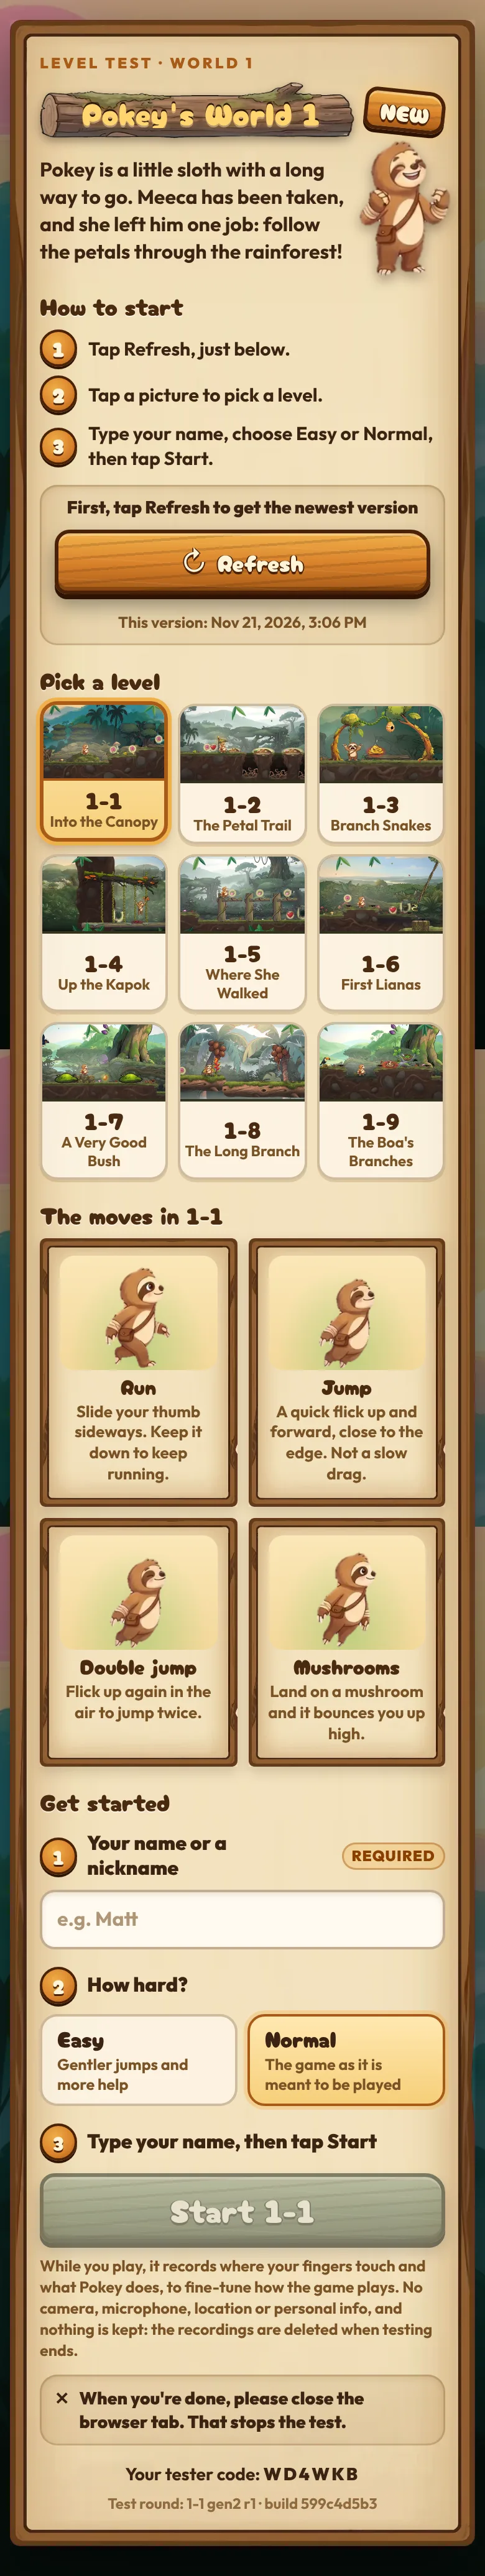 LEVEL TEST · WORLD 1
Pokey's World 1
NEW
Pokey is a little sloth with a long
way to go. Meeca has been taken,
and she left him one job: follow
the petals through the rainforest!
How to start
1 Tap Refresh, just below.
2 Tap a picture to pick a level.
3 Type your name, choose Easy or Normal,
then tap Start.
First, tap Refresh to get the newest version
Refresh
This version: Nov 21, 2026, 3:06 PM
Pick a level
1-1
Into the Canopy
1-2
The Petal Trail
1-3
Branch Snakes
1-4
Up the Kapok
1-5
Where She
Walked
1-6
First Lianas
1-7
A Very Good
Bush
1-8
The Long Branch
1-9
The Boa's
Branches
The moves in 1-1
Run
Slide your thumb
sideways. Keep it
down to keep
running.
Jump
A quick flick up and
forward, close to the
edge. Not a slow
drag.
Double jump
Flick up again in the
air to jump twice.
Mushrooms
Land on a mushroom
and it bounces you up
high.
Get started
1 Your name or a
nickname
REQUIRED
e.g. Matt
2 How hard?
Easy
Gentler jumps and
more help
Normal
The game as it is
meant to be played
3 Type your name, then tap Start
Start 1-1
While you play, it records where your fingers touch and
what Pokey does, to fine-tune how the game plays. No
camera, microphone, location or personal info, and
nothing is kept: the recordings are deleted when testing
ends.
× When you're done, please close the
browser tab. That stops the test.
Your tester code: WD4WKB
Test round: 1-1 gen2 r1 · build 599c4d5b3